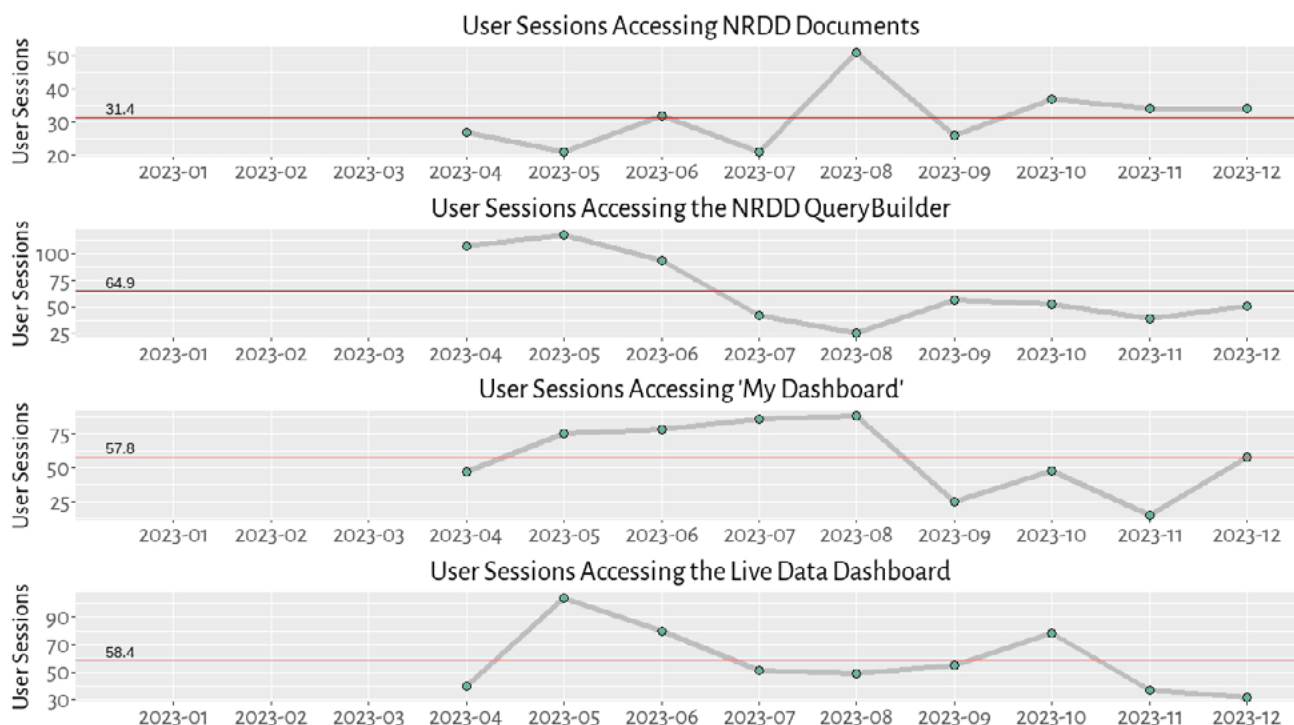 User Sessions Accessing NRDD Documents
User Sessions
50
40
30
20
31.4
2023-01 2023-02 2023-03 2023-04 2023-05 2023-06 2023-07 2023-08 2023-09 2023-10 2023-11 2023-12
User Sessions Accessing the NRDD QueryBuilder
User Sessions
100
75
50
25
64.9
2023-01 2023-02 2023-03 2023-04 2023-05 2023-06 2023-07 2023-08 2023-09 2023-10 2023-11 2023-12
User Sessions Accessing 'My Dashboard'
User Sessions
75
50
25
57.8
2023-01 2023-02 2023-03 2023-04 2023-05 2023-06 2023-07 2023-08 2023-09 2023-10 2023-11 2023-12
User Sessions Accessing the Live Data Dashboard
User Sessions
90
70
50
30
58.4
2023-01 2023-02 2023-03 2023-04 2023-05 2023-06 2023-07 2023-08 2023-09 2023-10 2023-11 2023-12